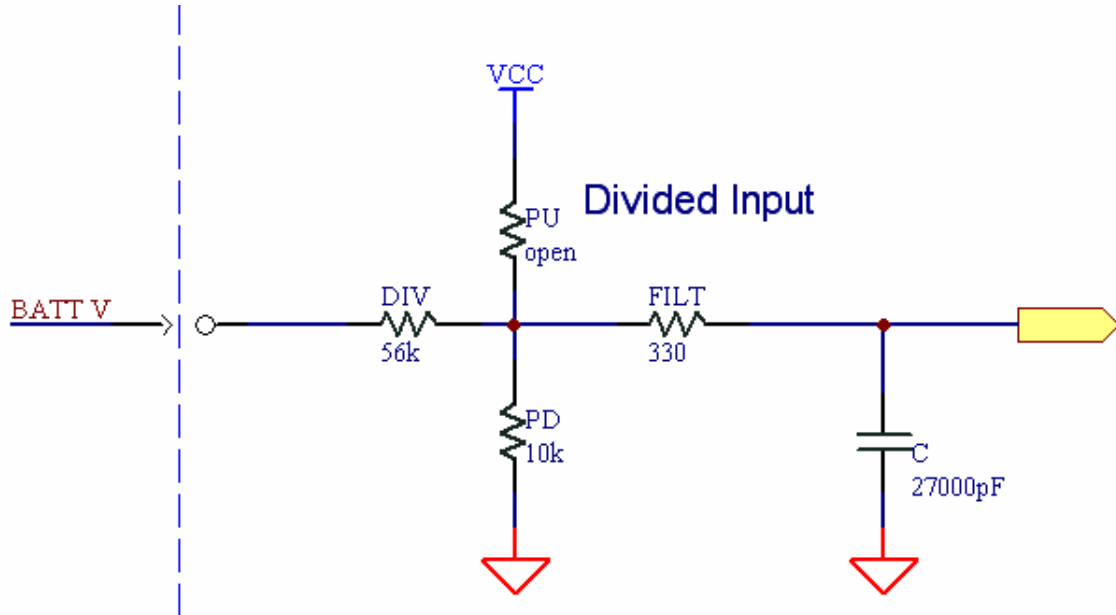 VCC
Divided Input
PU
open
BATT V
DIV
56k
FILT
330
PD
10k
C
27000pF